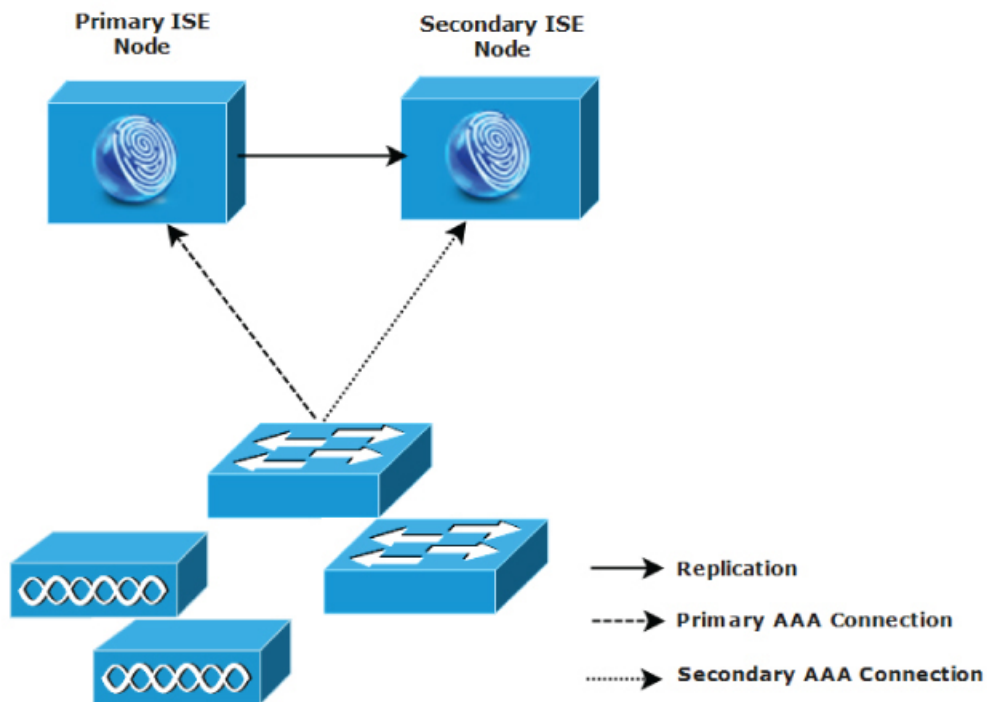 Primary ISE
Node
Secondary ISE
Node
Replication
Primary AAA Connection
Secondary AAA Connection